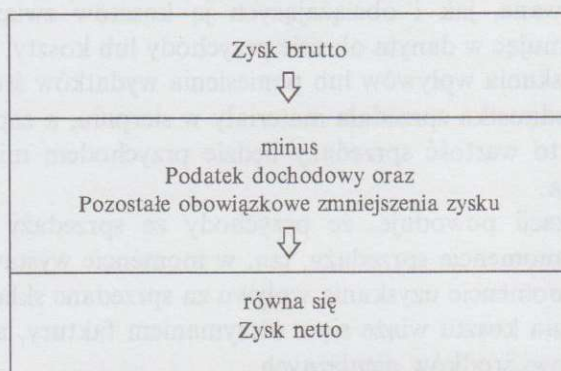 Zysk brutto
minus
Podatek dochodowy oraz
Pozostałe obowiązkowe zmniejszenia zysku
równa się
Zysk netto